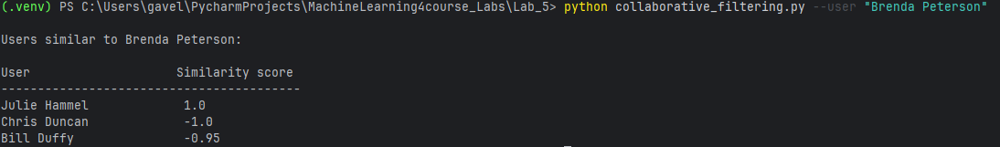 (.venv) PS C:\Users\gavel\PycharmProjects\MachineLearning4course_Labs\Lab_5> python collaborative_filtering.py --user "Brenda Peterson"
Users similar to Brenda Peterson:
User                    Similarity score
-----------------------------------------
Julie Hammel             1.0
Chris Duncan             -1.0
Bill Duffy               -0.95